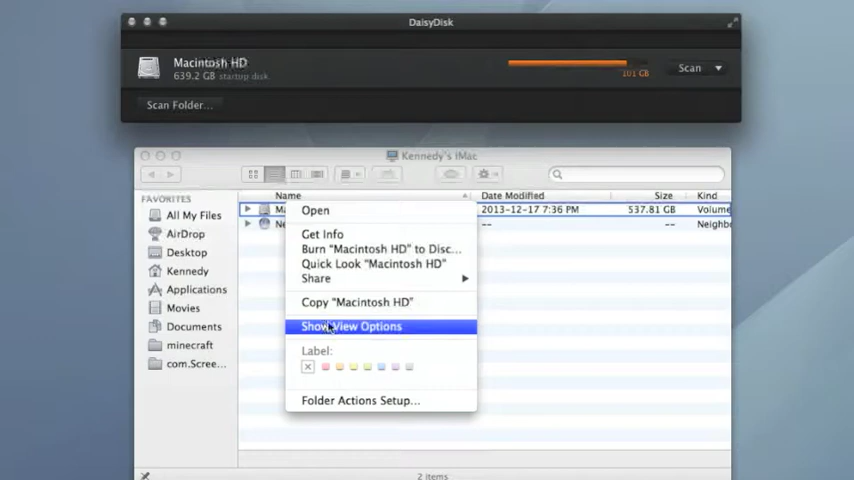 DaisyDisk
Macintosh HD
639.2 GB startup disk
101 GB
Scan
Scan Folder...
Kennedy's iMac
Name
Date Modified
Size
Kind
FAVORITES
All My Files
AirDrop
Desktop
Kennedy
Applications
Movies
Documents
minecraft
com.Scree...
Ma
2013-12-17 7:36 PM
537.81 GB
Volume
Ne
--
--
Neighb
Open
Get Info
Burn "Macintosh HD" to Disc...
Quick Look "Macintosh HD"
Share
Copy "Macintosh HD"
Show View Options
Label:
Folder Actions Setup...
2 items